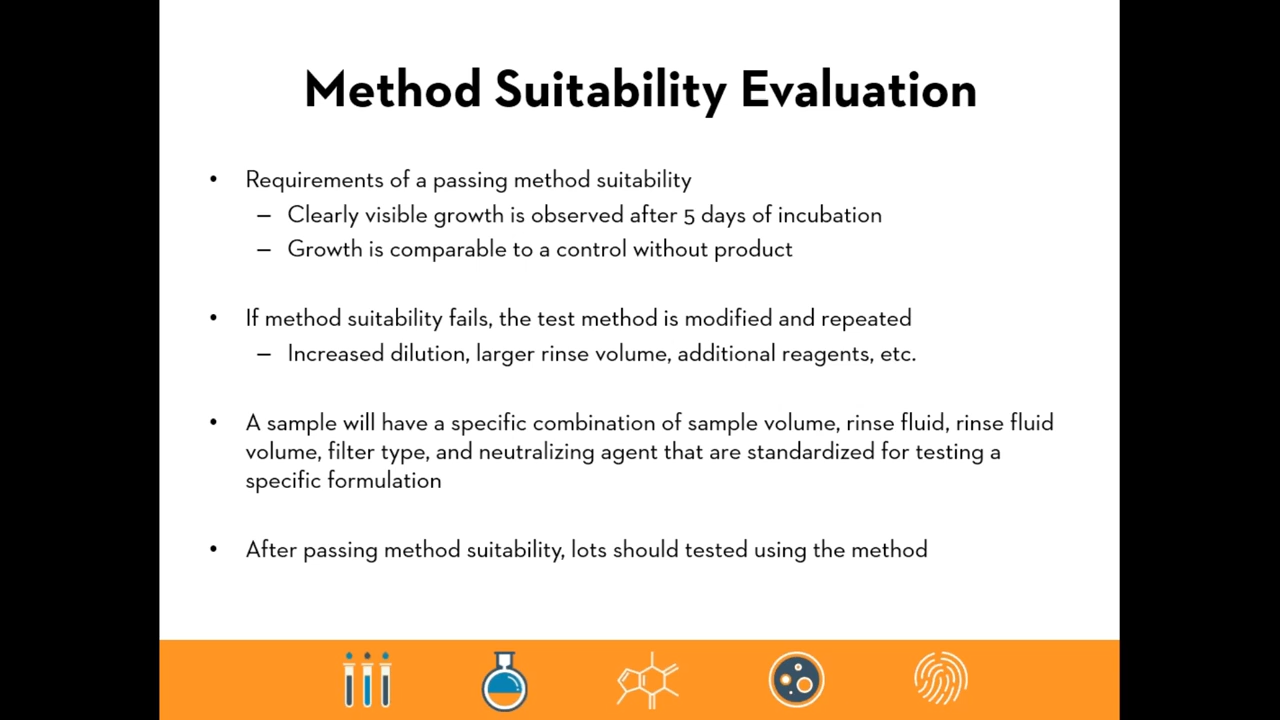 Method Suitability Evaluation
• Requirements of a passing method suitability
– Clearly visible growth is observed after 5 days of incubation
– Growth is comparable to a control without product
• If method suitability fails, the test method is modified and repeated
– Increased dilution, larger rinse volume, additional reagents, etc.
• A sample will have a specific combination of sample volume, rinse fluid, rinse fluid
volume, filter type, and neutralizing agent that are standardized for testing a
specific formulation
• After passing method suitability, lots should tested using the method